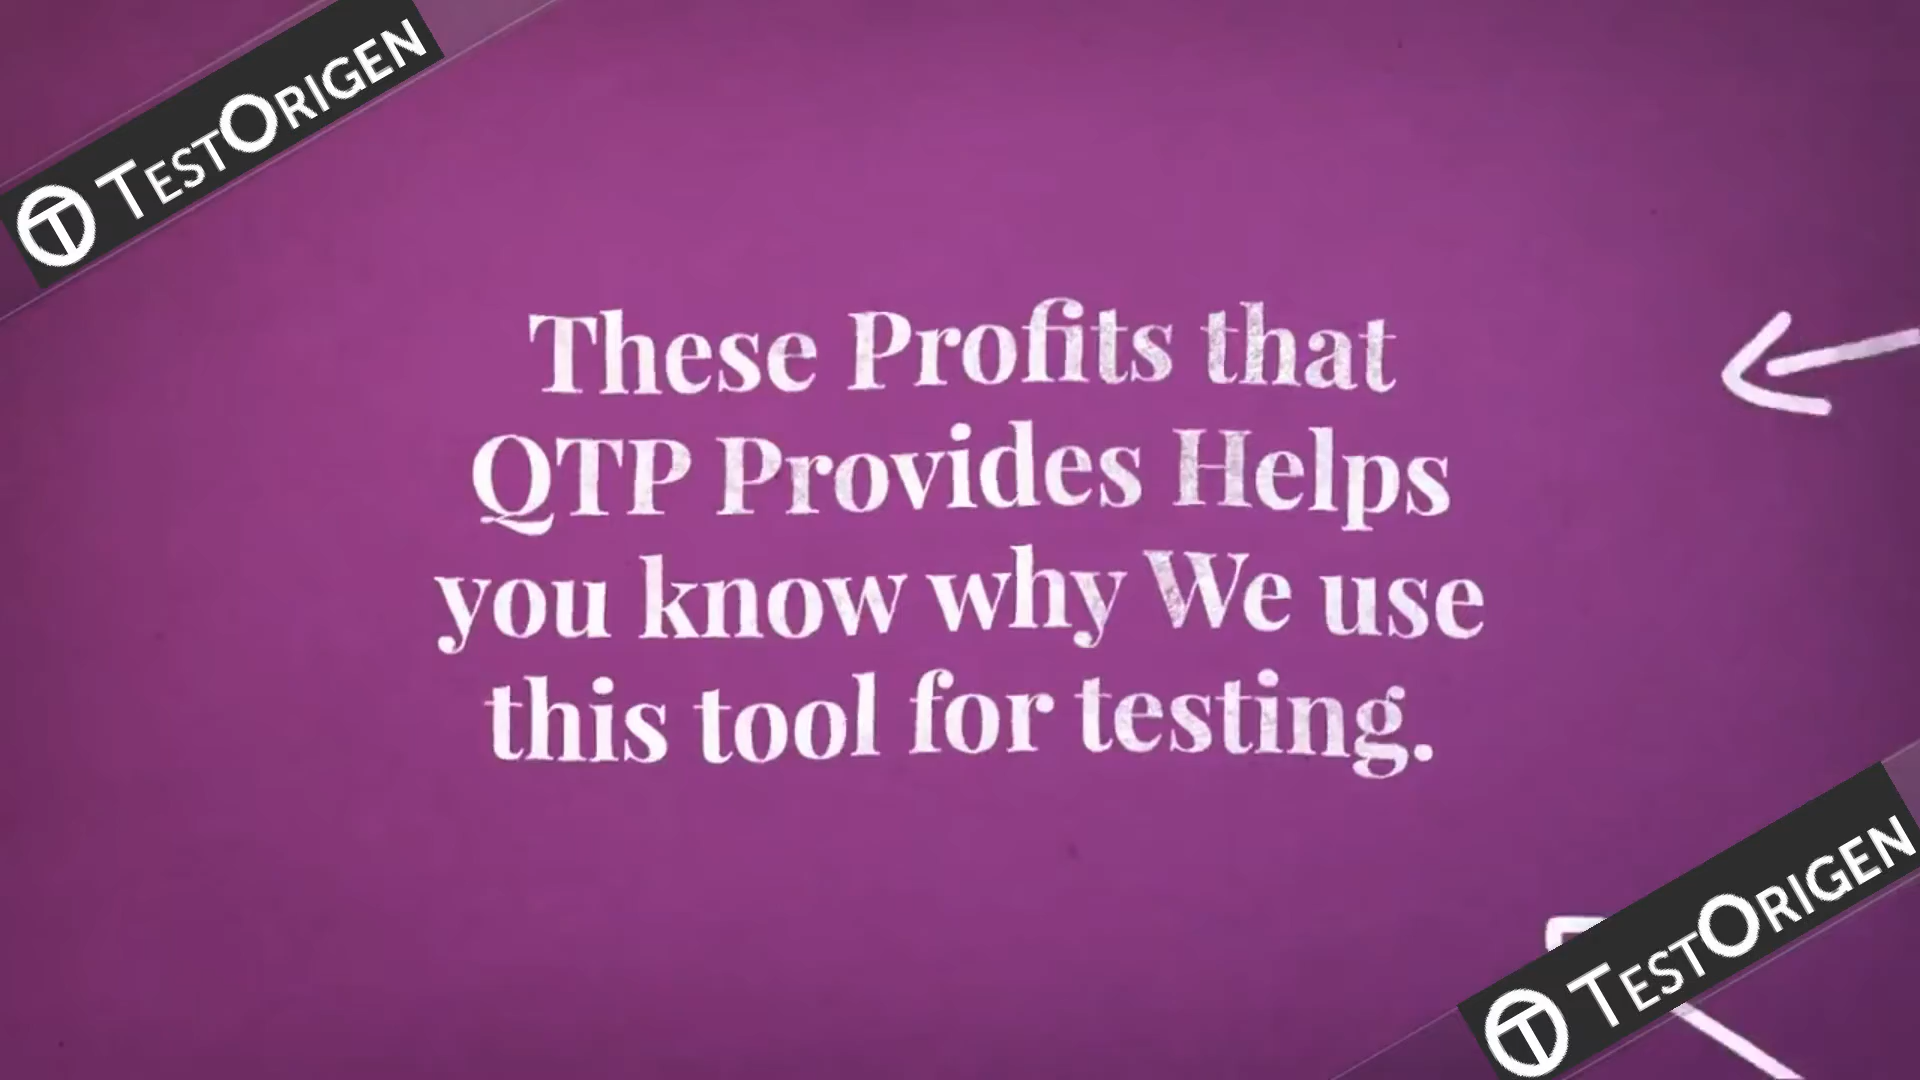 TESTORIGEN
These Profits that
QTP Provides Helps
you know why We use
this tool for testing.
TESTORIGEN